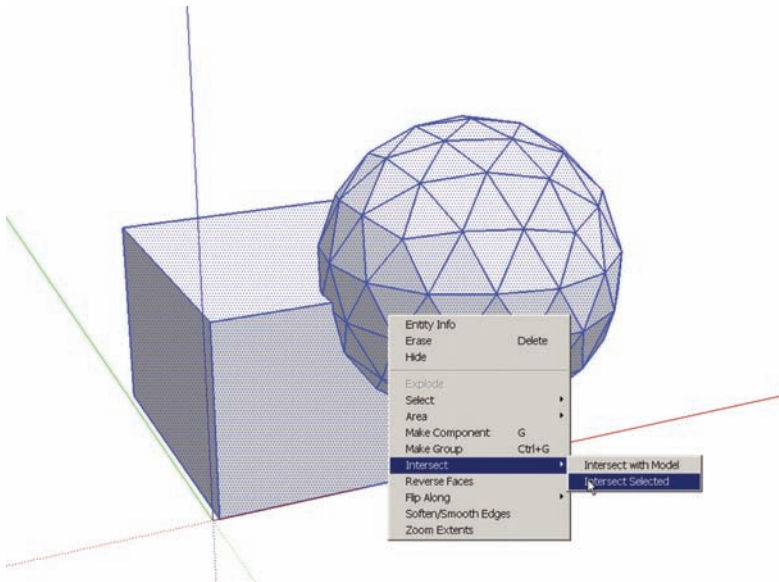 Entity Info
Erase Delete
Hide
Explode
Select
Area
Make Component G
Make Group Ctrl+G
Intersect
Intersect with Model
Reverse Faces
Intersect Selected
Flip Along
Soften/Smooth Edges
Zoom Extents